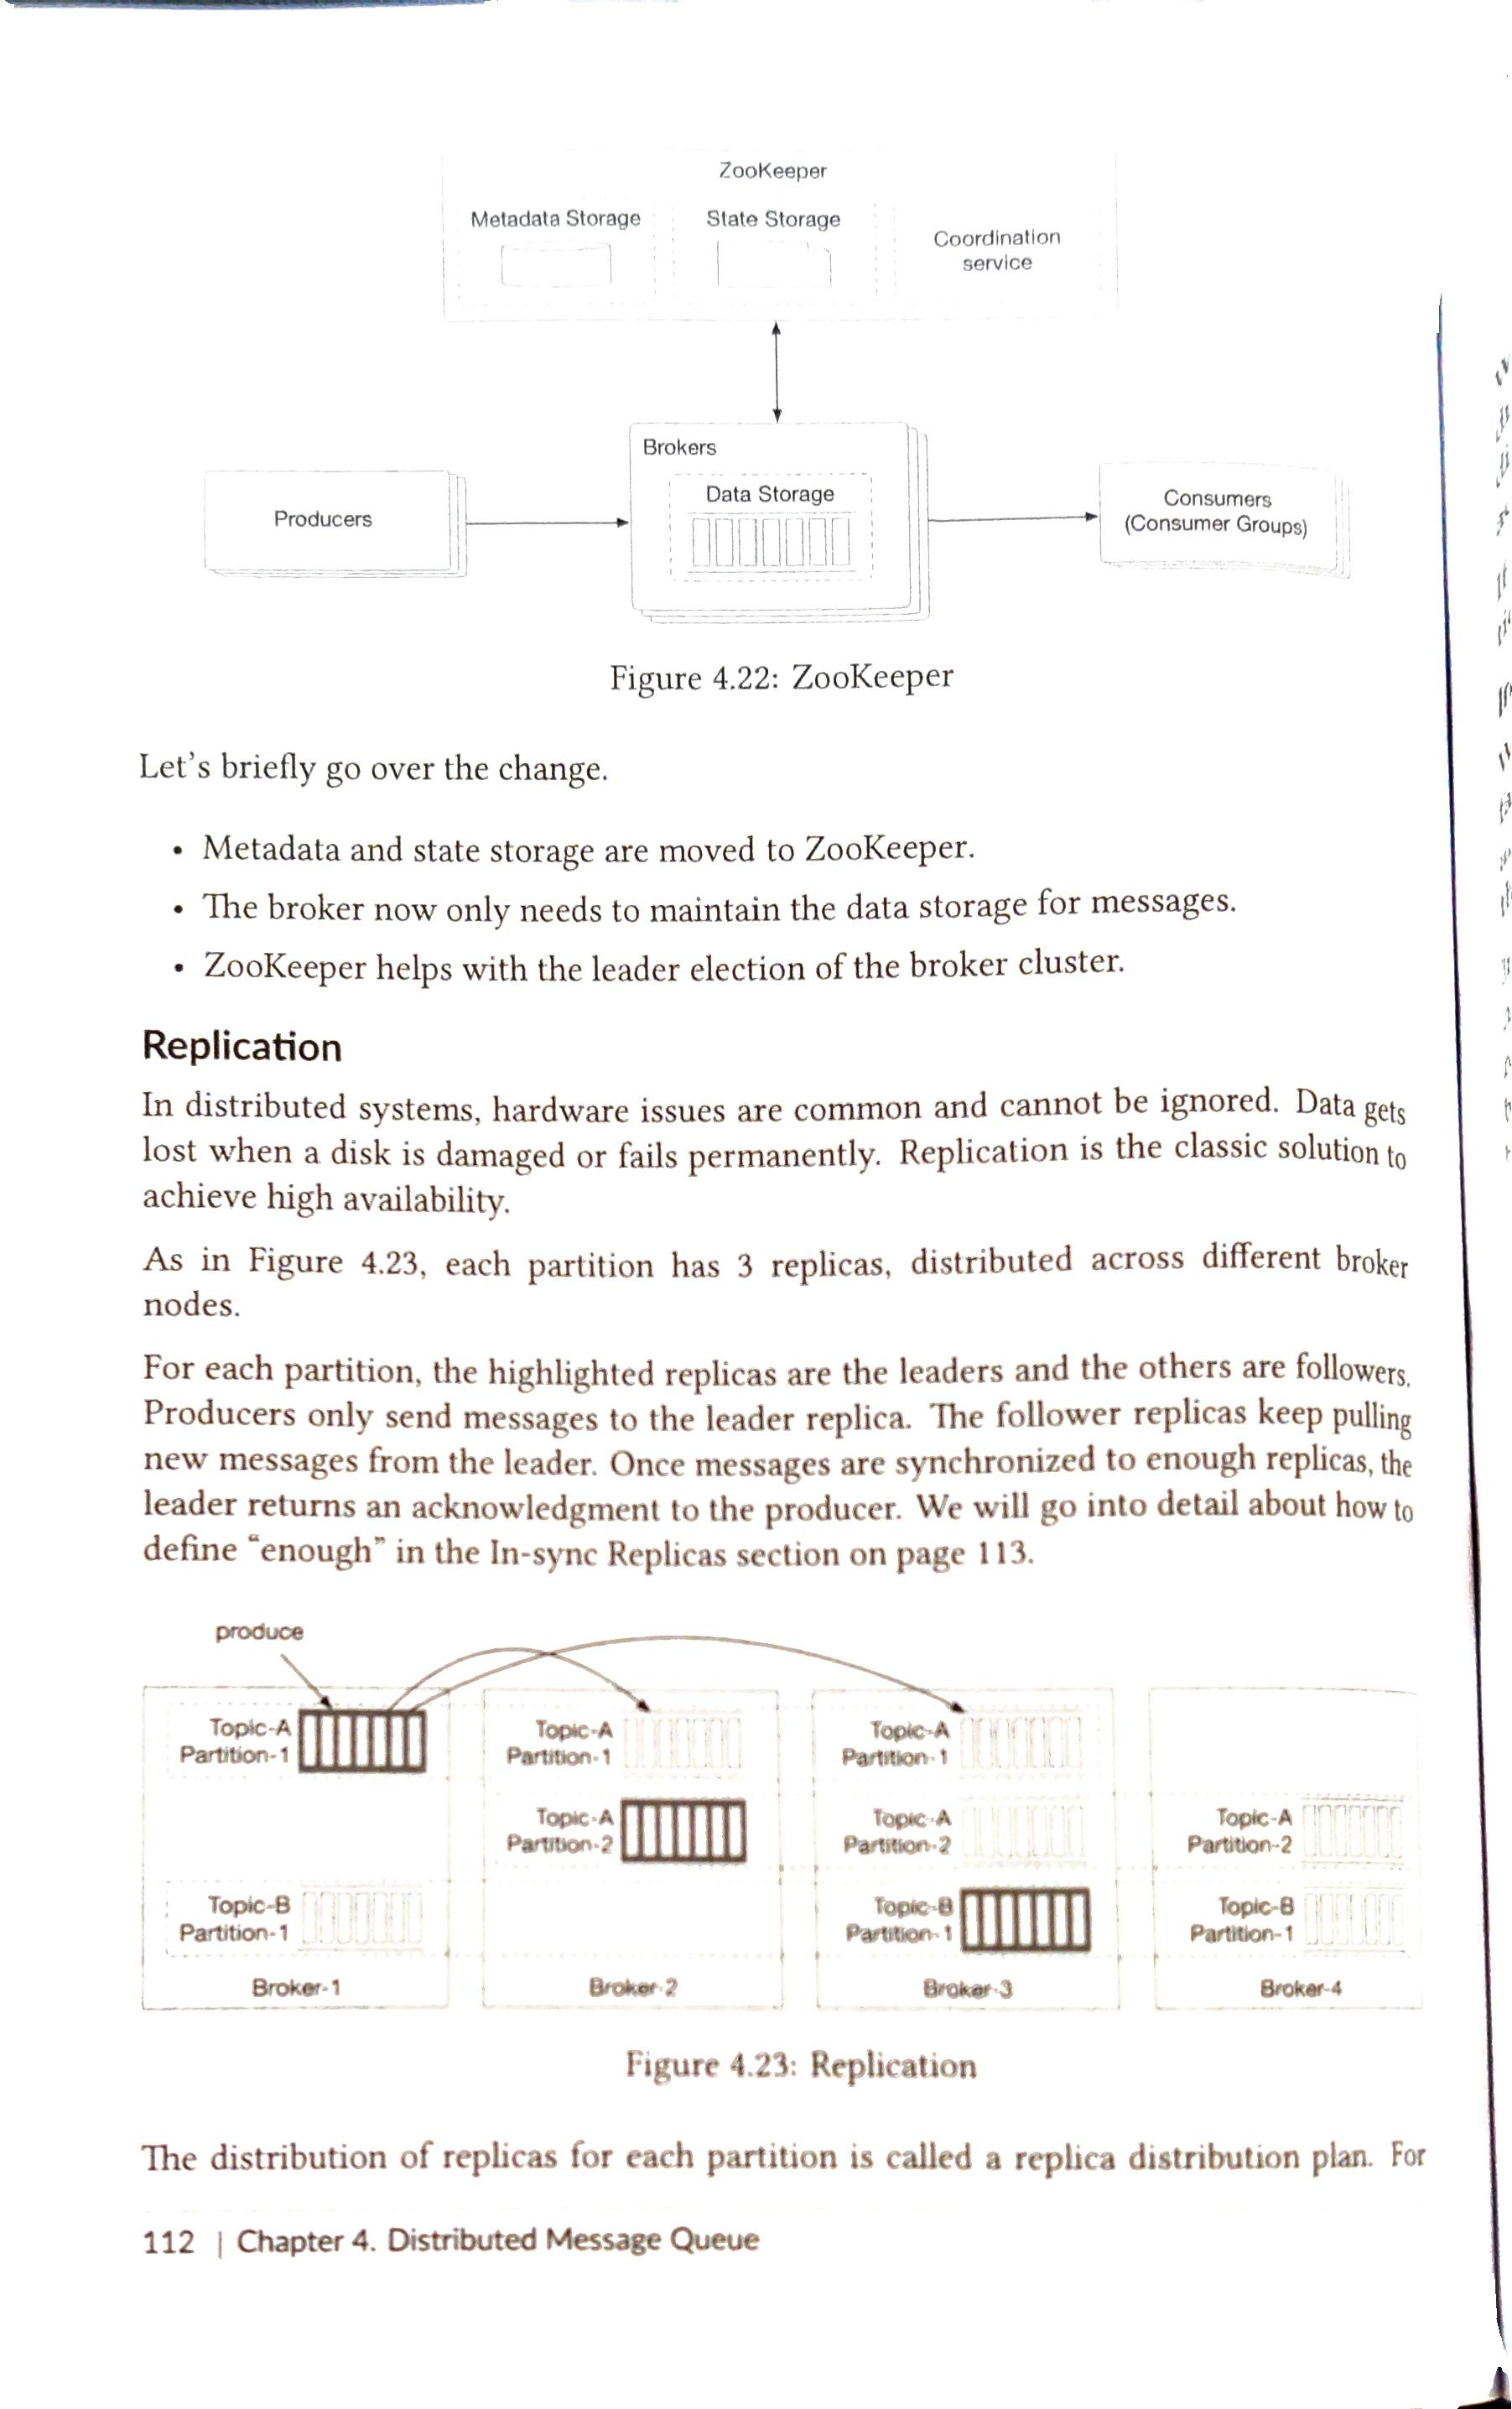 ZooKeeper
Metadata Storage
State Storage
Coordination
service
Brokers
Data Storage
Producers
Consumers
(Consumer Groups)
Figure 4.22: ZooKeeper
Let's briefly go over the change.
• Metadata and state storage are moved to ZooKeeper.
• The broker now only needs to maintain the data storage for messages.
• ZooKeeper helps with the leader election of the broker cluster.
Replication
In distributed systems, hardware issues are common and cannot be ignored. Data gets
lost when a disk is damaged or fails permanently. Replication is the classic solution to
achieve high availability.
As in Figure 4.23, each partition has 3 replicas, distributed across different broker
nodes.
For each partition, the highlighted replicas are the leaders and the others are followers.
Producers only send messages to the leader replica. The follower replicas keep pulling
new messages from the leader. Once messages are synchronized to enough replicas, the
leader returns an acknowledgment to the producer. We will go into detail about how to
define “enough” in the In-sync Replicas section on page 113.
produce
Topic-A
Partition-1
Topic-B
Partition-1
Broker-1
Topic-A
Partition-1
Topic-A
Partition-2
Broker-2
Topic-A
Partition-1
Topic-A
Partition-2
Topic-B
Partition-1
Broker-3
Topic-A
Partition-2
Topic-B
Partition-1
Broker-4
Figure 4.23: Replication
The distribution of replicas for each partition is called a replica distribution plan. For
112 | Chapter 4. Distributed Message Queue